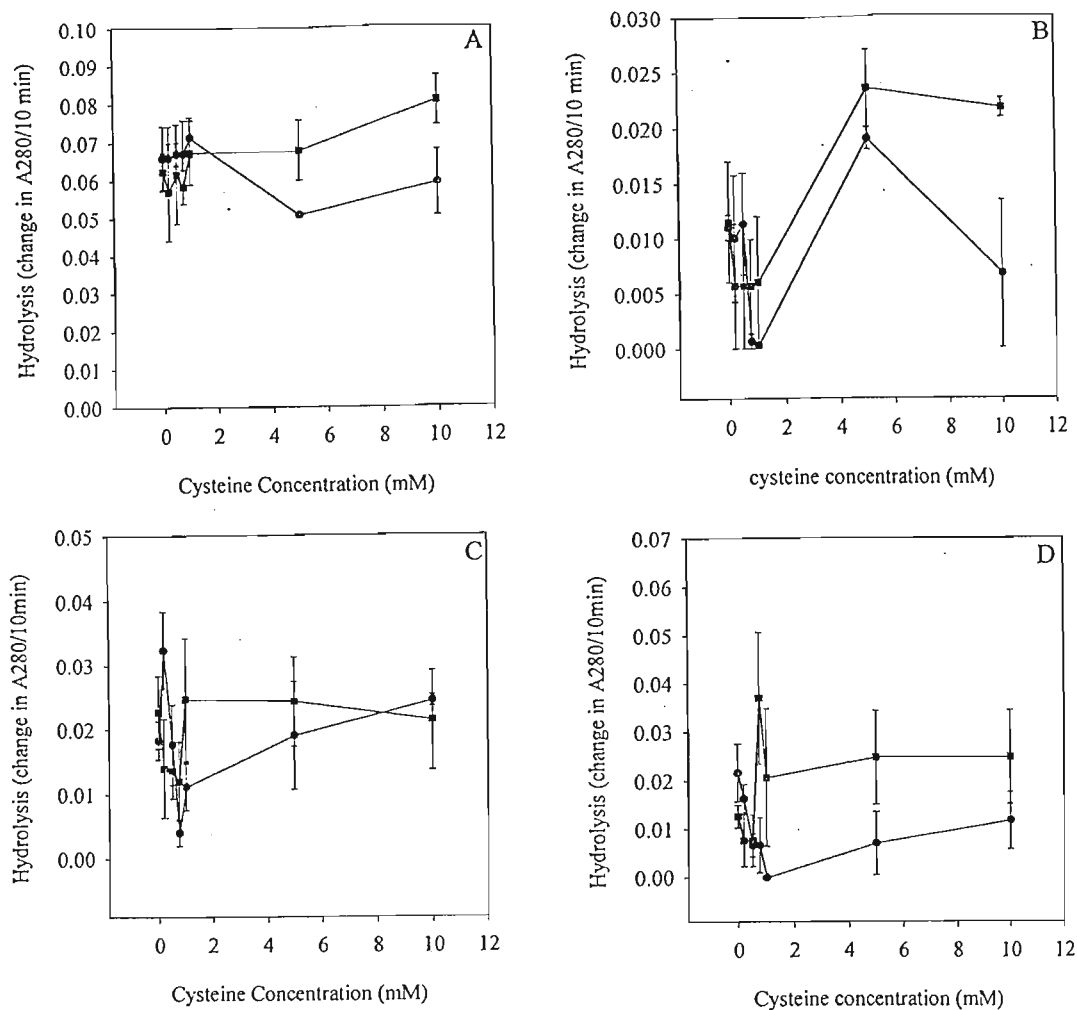 A
Hydrolysis (change in A280/10 min)
0.10
0.09
0.08
0.07
0.06
0.05
0.04
0.03
0.02
0.01
0.00
0 2 4 6 8 10 12
Cysteine Concentration (mM)
B
Hydrolysis (change in A280/10 min)
0.030
0.025
0.020
0.015
0.010
0.005
0.000
0 2 4 6 8 10 12
cysteine concentration (mM)
C
Hydrolysis (change in A280/10min)
0.05
0.04
0.03
0.02
0.01
0.00
0 2 4 6 8 10 12
Cysteine Concentration (mM)
D
Hydrolysis (change in A280/10min)
0.07
0.06
0.05
0.04
0.03
0.02
0.01
0.00
0 2 4 6 8 10 12
Cysteine concentration (mM)